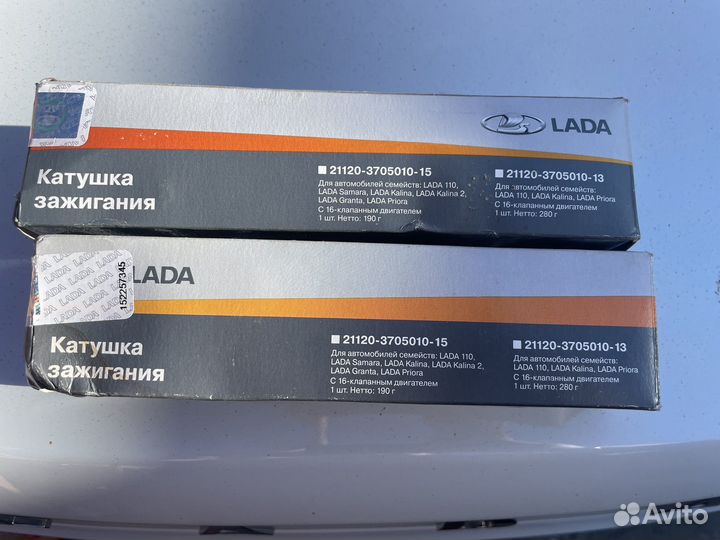 LADA
Катушка
зажигания
21120-3705010-15
Для автомобилей семейств: LADA 110,
LADA Samara, LADA Kalina, LADA Kalina 2,
LADA Granta, LADA Priora
С 16-клапанным двигателем
1 шт. Нетто: 190 г
21120-3705010-13
Для автомобилей семейств:
LADA 110, LADA Kalina, LADA Priora
С 16-клапанным двигателем
1 шт. Нетто: 280 г
152257345
LADA
Катушка
зажигания
21120-3705010-15
Для автомобилей семейств: LADA 110,
LADA Samara, LADA Kalina, LADA Kalina 2,
LADA Granta, LADA Priora
С 16-клапанным двигателем
1 шт. Нетто: 190 г
21120-3705010-13
Для автомобилей семейств:
LADA 110, LADA Kalina, LADA Priora
С 16-клапанным двигателем
1 шт. Нетто: 280 г
Avito